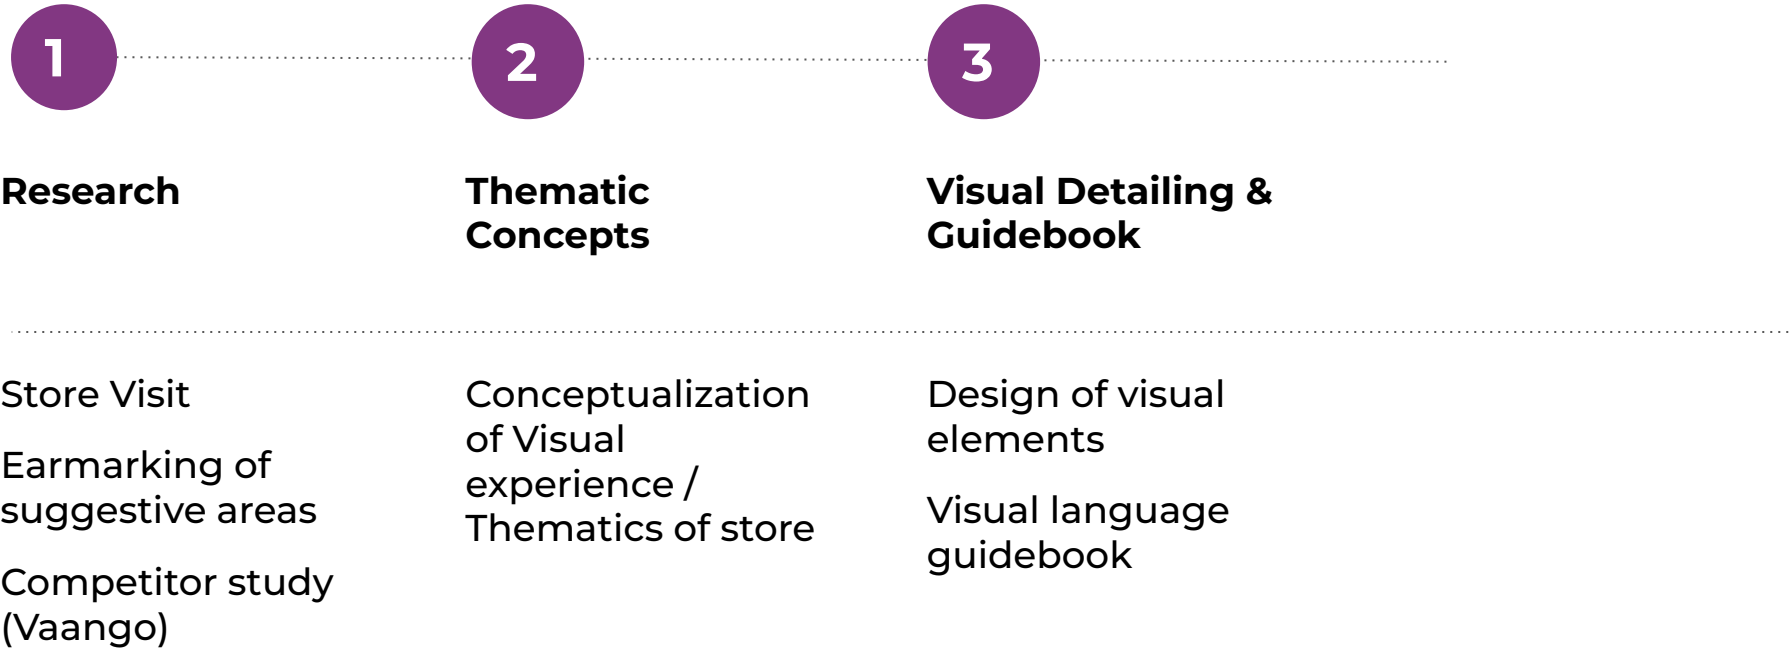 1
2
3
Research
Thematic
Concepts
Visual Detailing &
Guidebook
Store Visit
Earmarking of
suggestive areas
Competitor study
(Vaango)
Conceptualization
of Visual
experience /
Thematics of store
Design of visual
elements
Visual language
guidebook